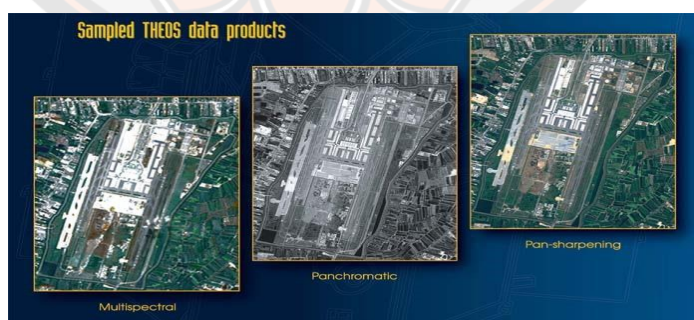 Sampled THEOS data products
Multispectral
Panchromatic
Pan-sharpening